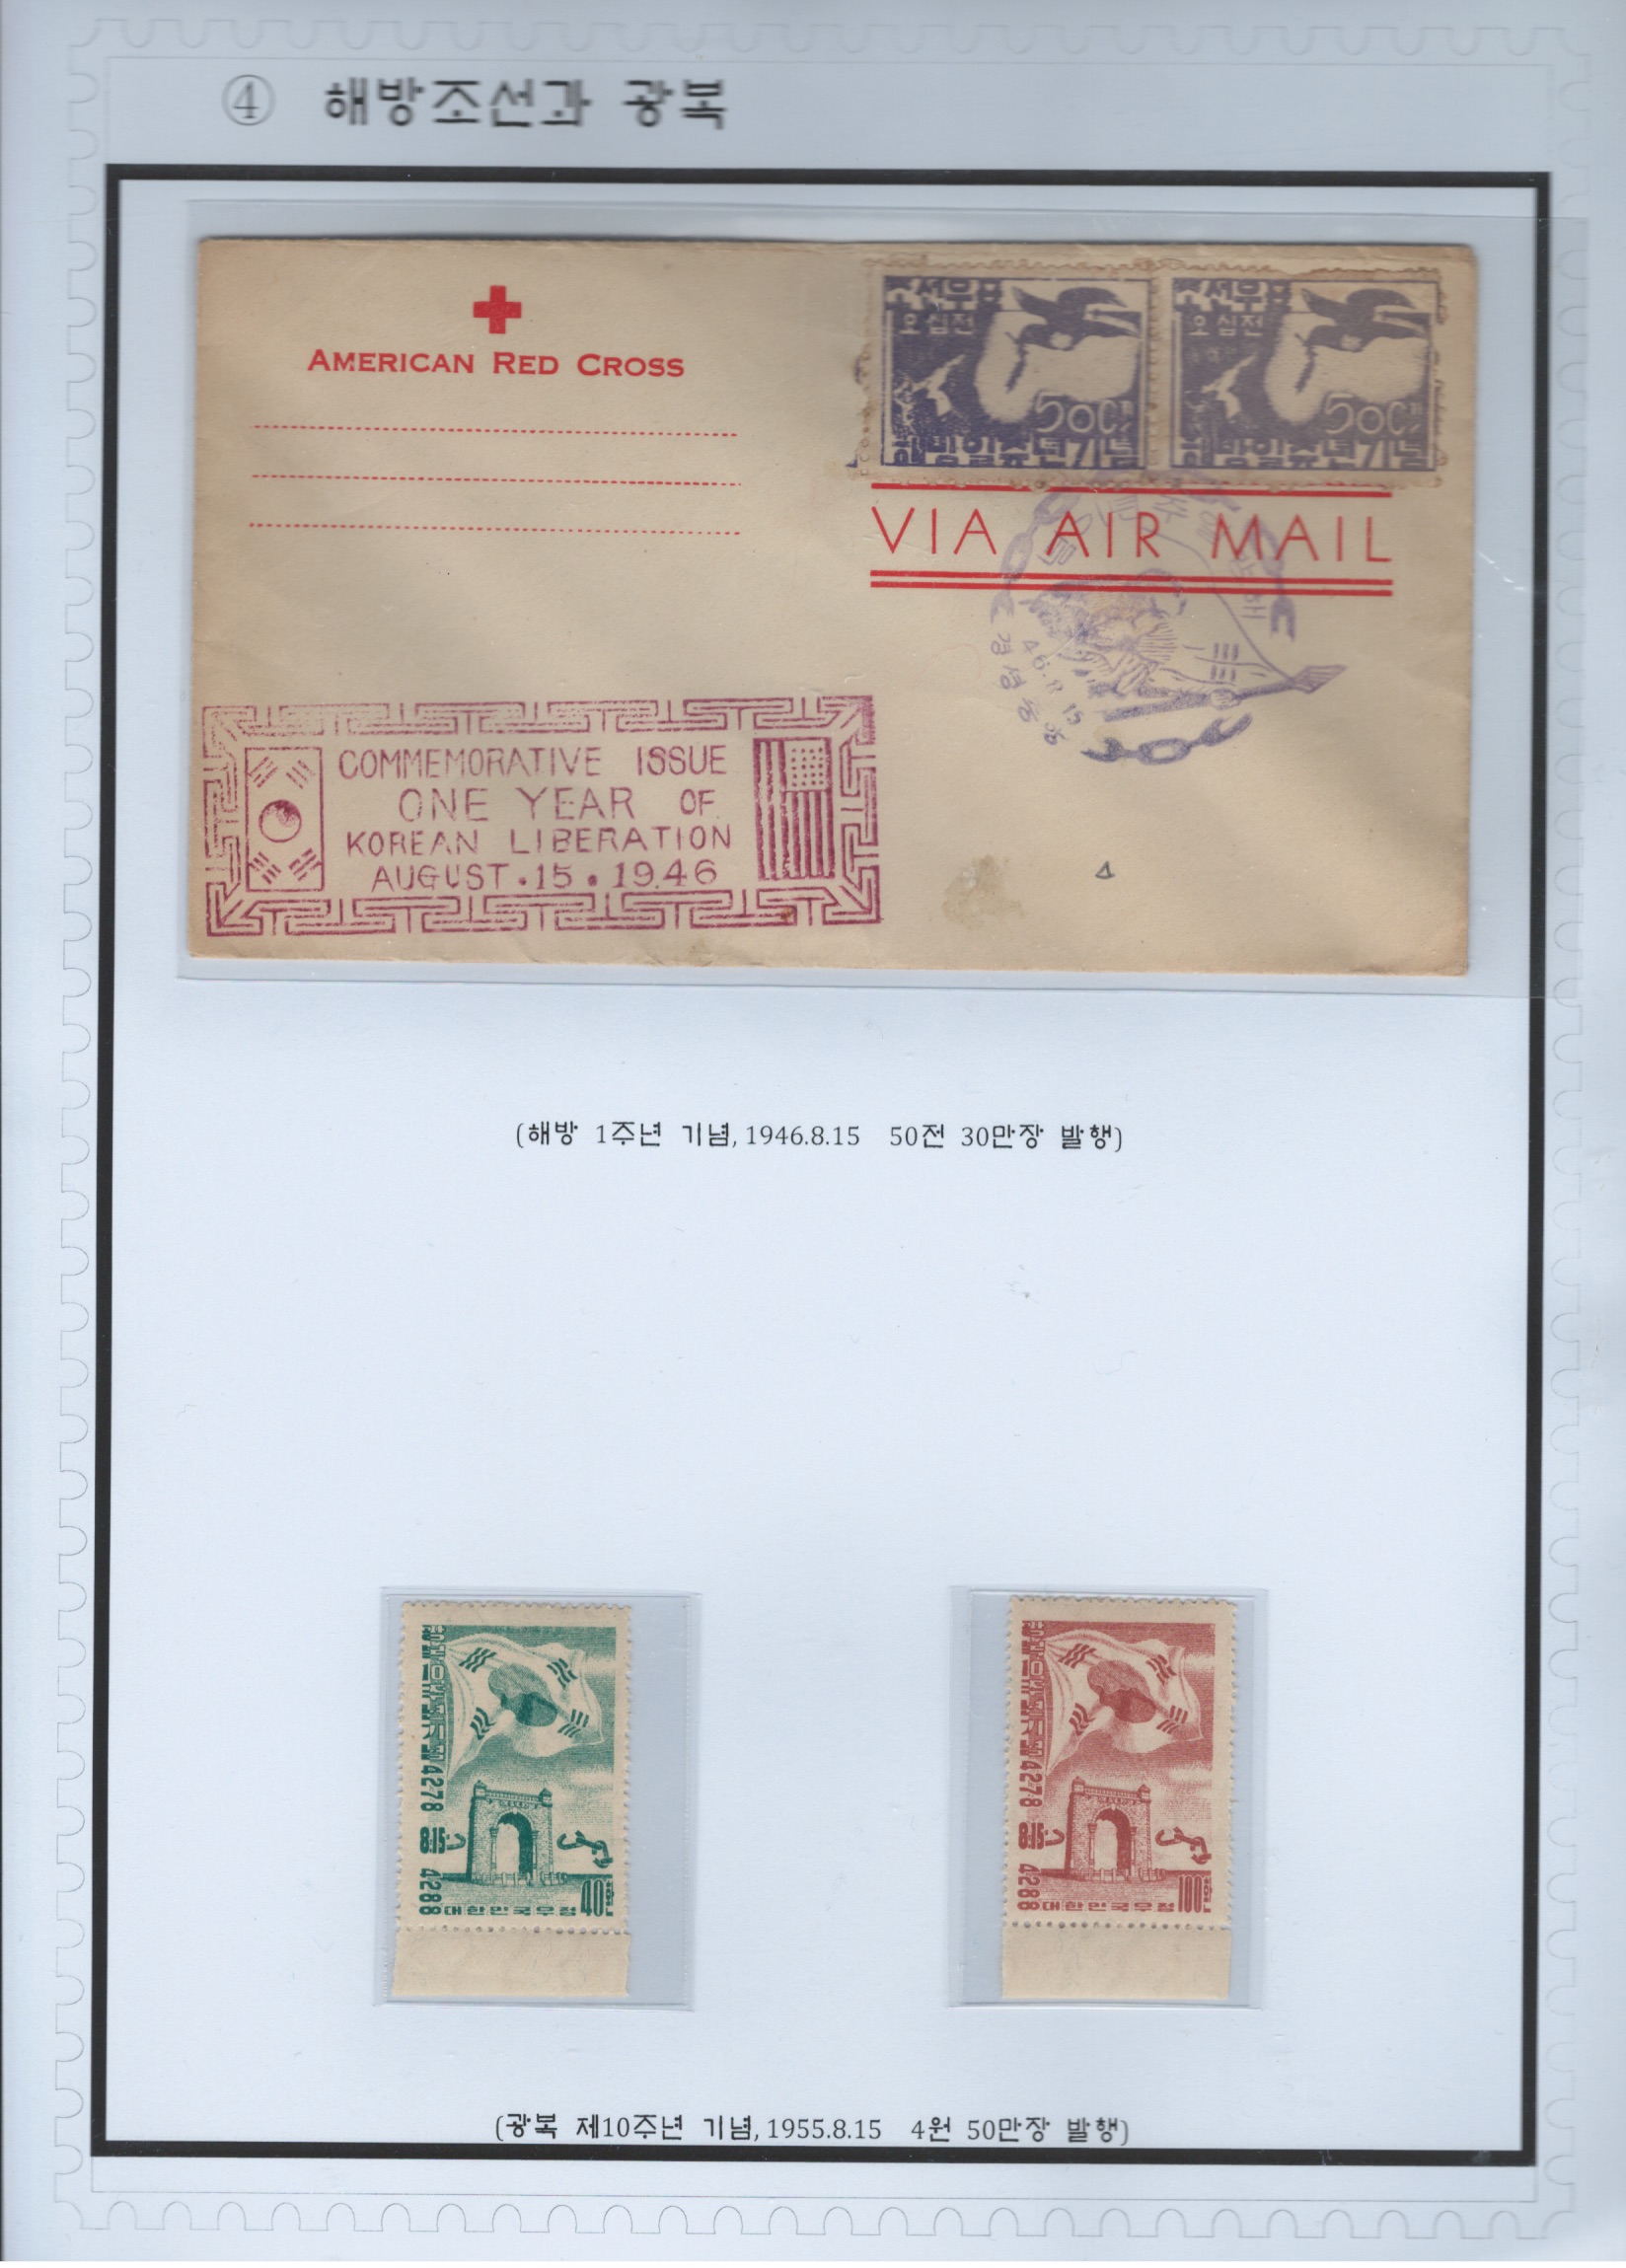 ④ 해방조선과 광복
AMERICAN RED CROSS
조선우표 조선우표
오십전 오십전
50Cn 50Cn
해방일주년기념 해방일주년기념
VIA AIR MAIL
46.8.15
COMMEMORATIVE ISSUE
ONE YEAR OF
KOREAN LIBERATION
AUGUST.15.1946
(해방 1주년 기념, 1946.8.15 50전 30만장 발행)
4278 8.15 4288
40환
대한민국우정
4278 8.15 4288
100환
대한민국우정
(광복 제10주년 기념, 1955.8.15 4원 50만장 발행)